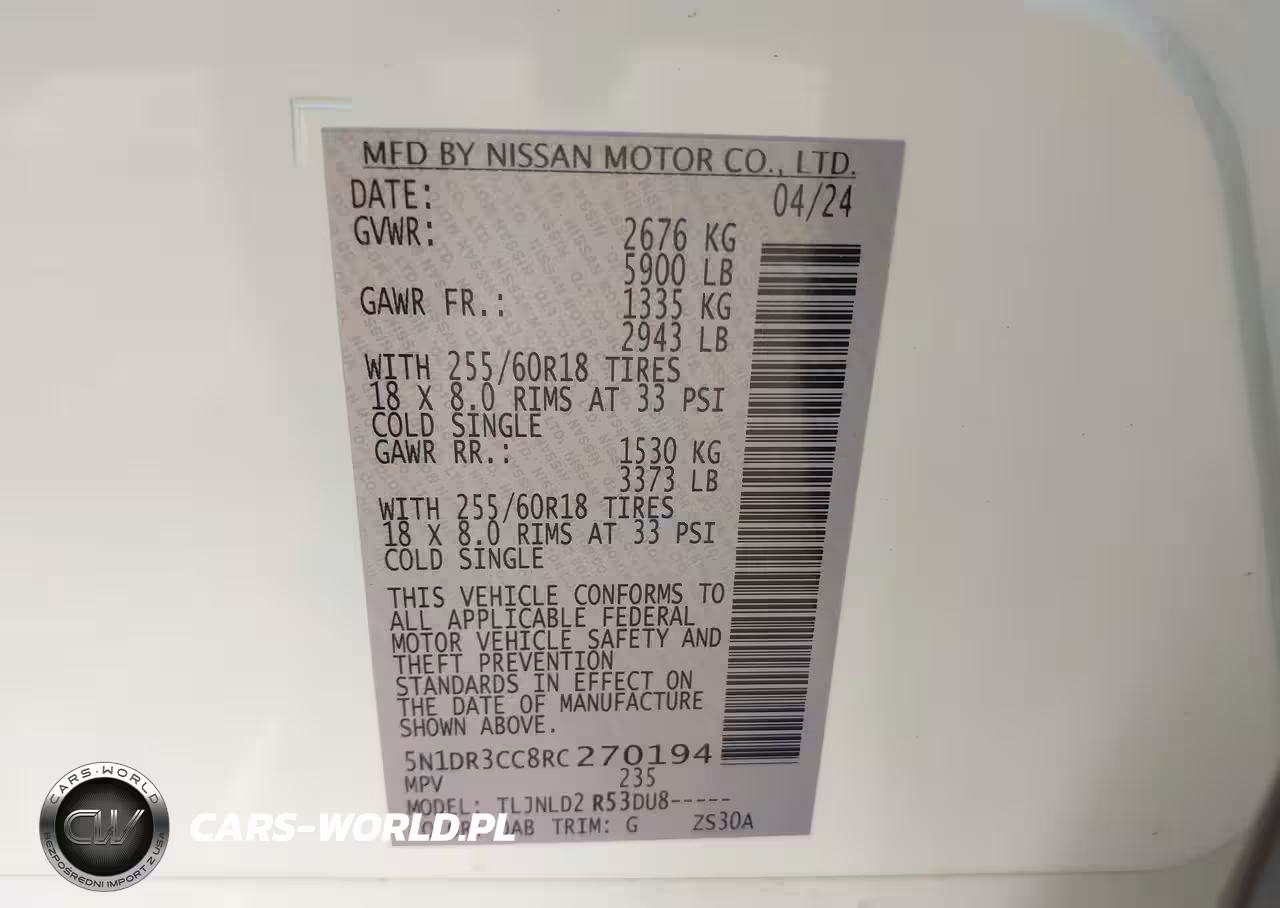 MFD BY NISSAN MOTOR CO., LTD.
DATE: 04/24
GVWR: 2676 KG
5900 LB
GAWR FR.: 1335 KG
2943 LB
WITH 255/60R18 TIRES
18 X 8.0 RIMS AT 33 PSI
COLD SINGLE
GAWR RR.: 1530 KG
3373 LB
WITH 255/60R18 TIRES
18 X 8.0 RIMS AT 33 PSI
COLD SINGLE
THIS VEHICLE CONFORMS TO
ALL APPLICABLE FEDERAL
MOTOR VEHICLE SAFETY AND
THEFT PREVENTION
STANDARDS IN EFFECT ON
THE DATE OF MANUFACTURE
SHOWN ABOVE.
5N1DR3CC8RC270194
MPV 235
MODEL: TLJNLD2 R53DU8-----
TRIM: G ZS30A
CARS-WORLD
CW
BEZPOŚREDNI IMPORT Z USA
CARS-WORLD.PL